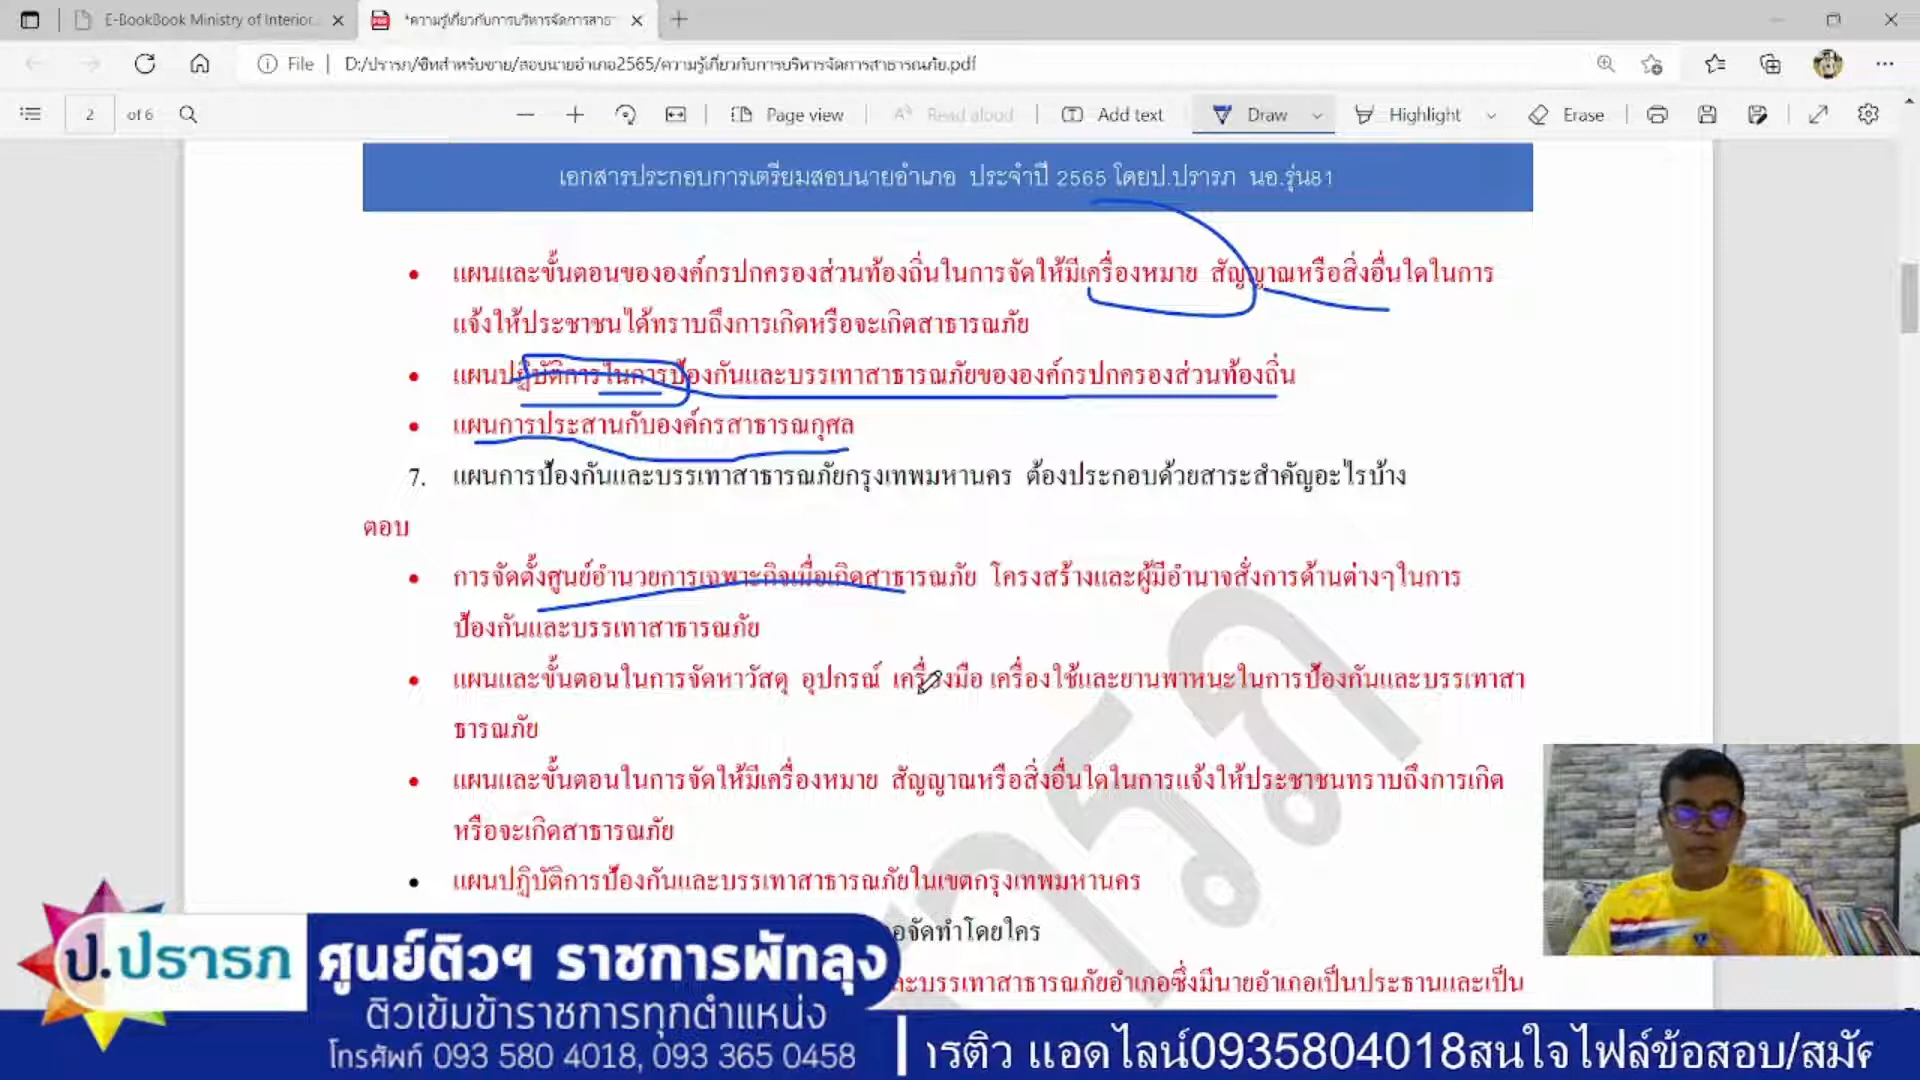 E-BookBook Ministry of Interior
*ความรู้เกี่ยวกับการบริหารจัดการสาธา
File
D:/ปรารภ/ชีทสำหรับขาย/สอบนายอำเภอ2565/ความรู้เกี่ยวกับการบริหารจัดการสาธารณภัย.pdf
2 of 6
Page view
Read aloud
Add text
Draw
Highlight
Erase
เอกสารประกอบการเตรียมสอบนายอำเภอ ประจำปี 2565 โดยป.ปรารภ นอ.รุ่น81
• แผนและขั้นตอนขององค์กรปกครองส่วนท้องถิ่นในการจัดให้มีเครื่องหมาย สัญญาณหรือสิ่งอื่นใดในการ
แจ้งให้ประชาชนได้ทราบถึงการเกิดหรือจะเกิดสาธารณภัย
• แผนปฏิบัติการในการป้องกันและบรรเทาสาธารณภัยขององค์กรปกครองส่วนท้องถิ่น
• แผนการประสานกับองค์กรสาธารณกุศล
7. แผนการป้องกันและบรรเทาสาธารณภัยกรุงเทพมหานคร ต้องประกอบด้วยสาระสำคัญอะไรบ้าง
ตอบ
• การจัดตั้งศูนย์อำนวยการเฉพาะกิจเมื่อเกิดสาธารณภัย โครงสร้างและผู้มีอำนาจสั่งการด้านต่างๆในการ
ป้องกันและบรรเทาสาธารณภัย
• แผนและขั้นตอนในการจัดหาวัสดุ อุปกรณ์ เครื่องมือ เครื่องใช้และยานพาหนะในการป้องกันและบรรเทาสา
ธารณภัย
• แผนและขั้นตอนในการจัดให้มีเครื่องหมาย สัญญาณหรือสิ่งอื่นใดในการแจ้งให้ประชาชนทราบถึงการเกิด
หรือจะเกิดสาธารณภัย
• แผนปฏิบัติการป้องกันและบรรเทาสาธารณภัยในเขตกรุงเทพมหานคร
อจัดทำโดยใคร
ละบรรเทาสาธารณภัยอำเภอซึ่งมีนายอำเภอเป็นประธานและเป็น
ป.ปรารภ
ศูนย์ติวฯ ราชการพัทลุง
ติวเข้มข้าราชการทุกตำแหน่ง
โทรศัพท์ 093 580 4018, 093 365 0458
ารติว แอดไลน์0935804018สนใจไฟล์ข้อสอบ/สมัค